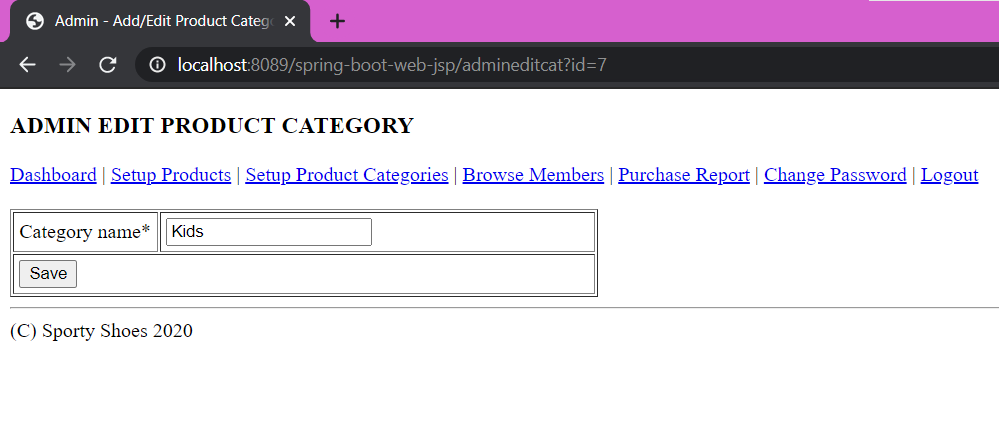 Admin - Add/Edit Product Categ
localhost:8089/spring-boot-web-jsp/admineditcat?id=7
ADMIN EDIT PRODUCT CATEGORY
Dashboard | Setup Products | Setup Product Categories | Browse Members | Purchase Report | Change Password | Logout
Category name* Kids
Save
(C) Sporty Shoes 2020